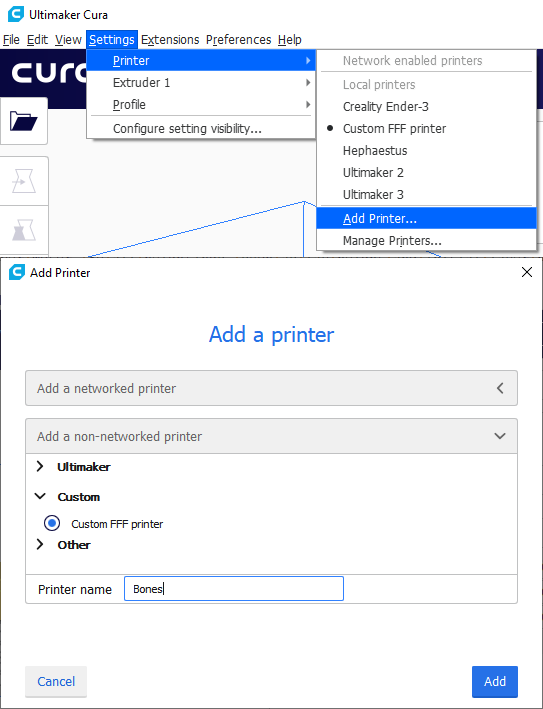 Ultimaker Cura
File Edit View Settings Extensions Preferences Help
cura
Printer
Extruder 1
Profile
Configure setting visibility...
Network enabled printers
Local printers
Creality Ender-3
Custom FFF printer
Hephaestus
Ultimaker 2
Ultimaker 3
Add Printer...
Manage Printers...
Add Printer
Add a printer
Add a networked printer
Add a non-networked printer
Ultimaker
Custom
Custom FFF printer
Other
Printer name Bones
Cancel Add